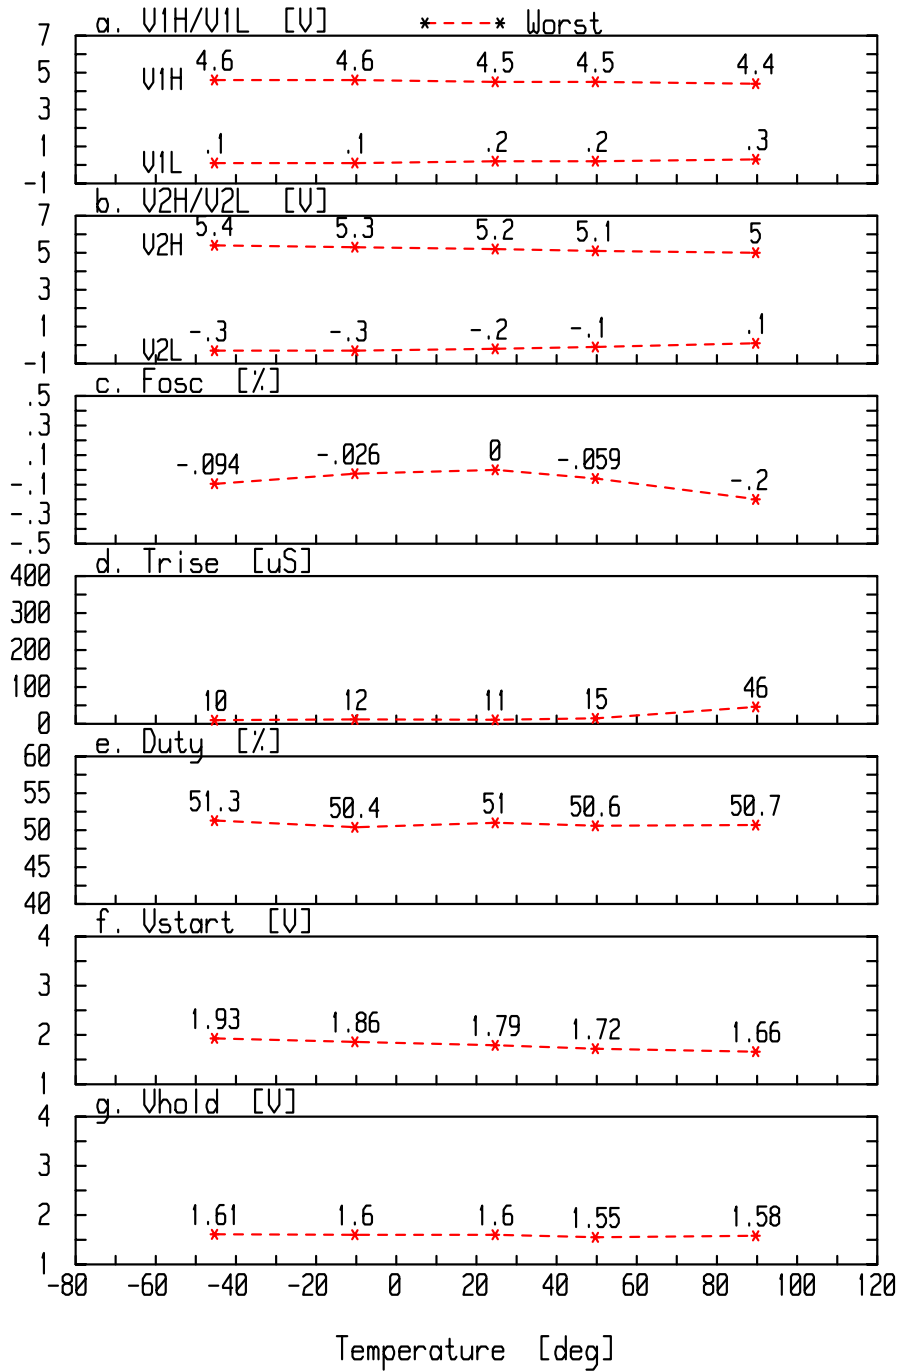 a. V1H/V1L [V] *-----* Worst
7
4.6 4.6 4.5 4.5 4.4
5 V1H
3
1 .1 .1 .2 .2 .3
V1L
-1
b. V2H/V2L [V]
7
5.4 5.3 5.2 5.1 5
5 V2H
3
1 -.3 -.3 -.2 -.1 .1
V2L
-1
c. Fosc [%]
.5
.3
.1 -.094 -.026 0 -.059 -.2
-.1
-.3
-.5
d. Trise [uS]
400
300
200
100 10 12 11 15 46
0
e. Duty [%]
60
55 51.3 50.4 51 50.6 50.7
50
45
40
f. Vstart [V]
4
3
1.93 1.86 1.79 1.72 1.66
2
1
g. Vhold [V]
4
3
2 1.61 1.6 1.6 1.55 1.58
1
-80 -60 -40 -20 0 20 40 60 80 100 120
Temperature [deg]